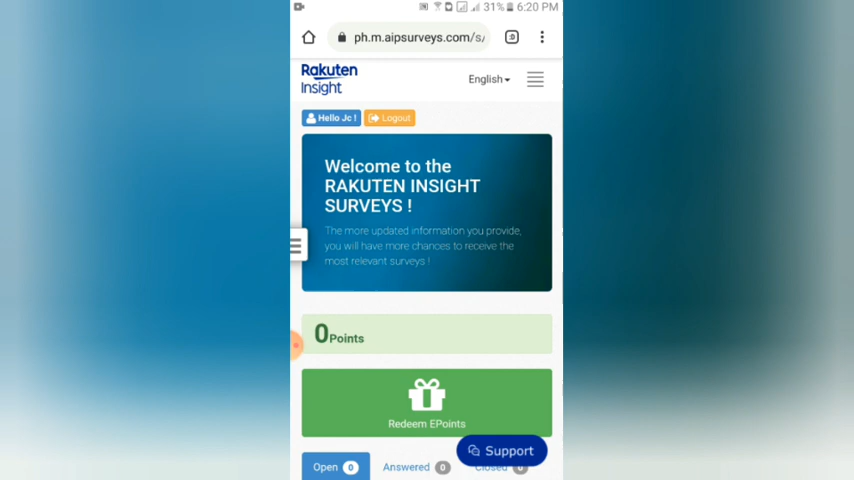 31% 6:20 PM
ph.m.aipsurveys.com/s/
:D
Rakuten
Insight
English
Hello Jc !
Logout
Welcome to the
RAKUTEN INSIGHT
SURVEYS !
The more updated information you provide,
you will have more chances to receive the
most relevant surveys !
0 Points
Redeem EPoints
Support
Open 0 Answered 0 Closed 0